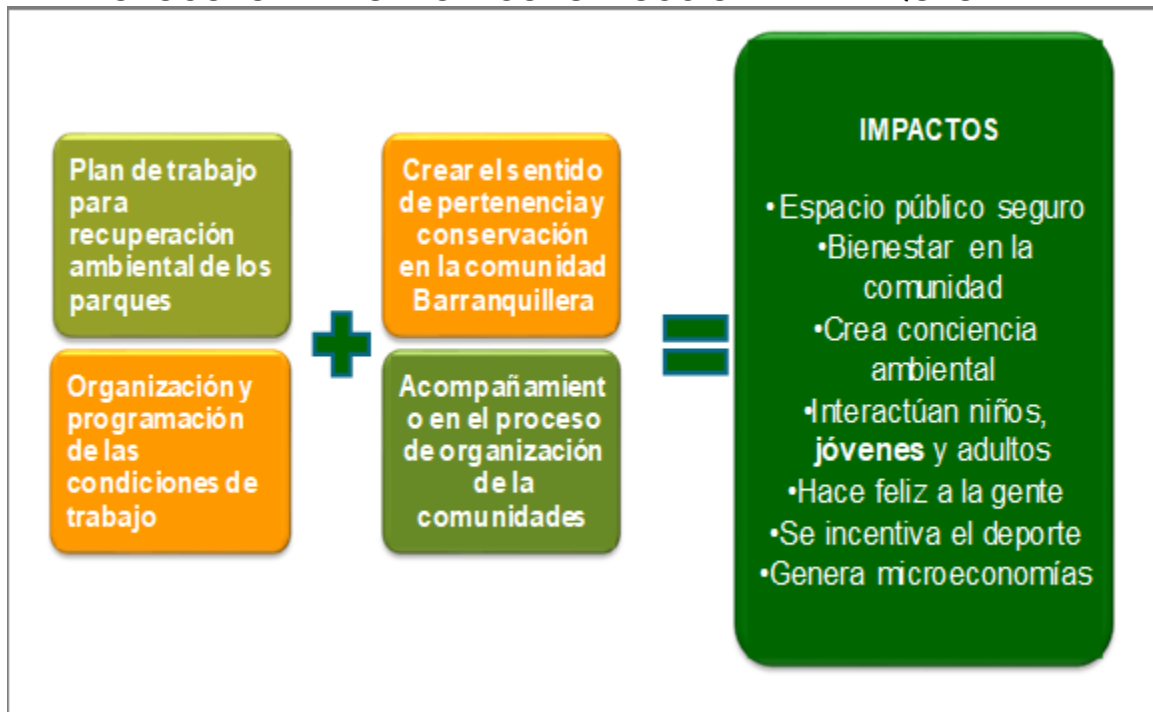 Plan de trabajo
para
recuperación
ambiental de los
parques
Organización y
programación
de las
condiciones de
trabajo
Crear el sentido
de pertenencia y
conservación
en la comunidad
Barranquillera
Acompañamient
o en el proceso
de organización
de la
comunidades
IMPACTOS
•Espacio público seguro
•Bienestar en la
comunidad
•Crea conciencia
ambiental
•Interactúan niños,
jóvenes y adultos
•Hace feliz a la gente
•Se incentiva el deporte
•Genera microeconomías